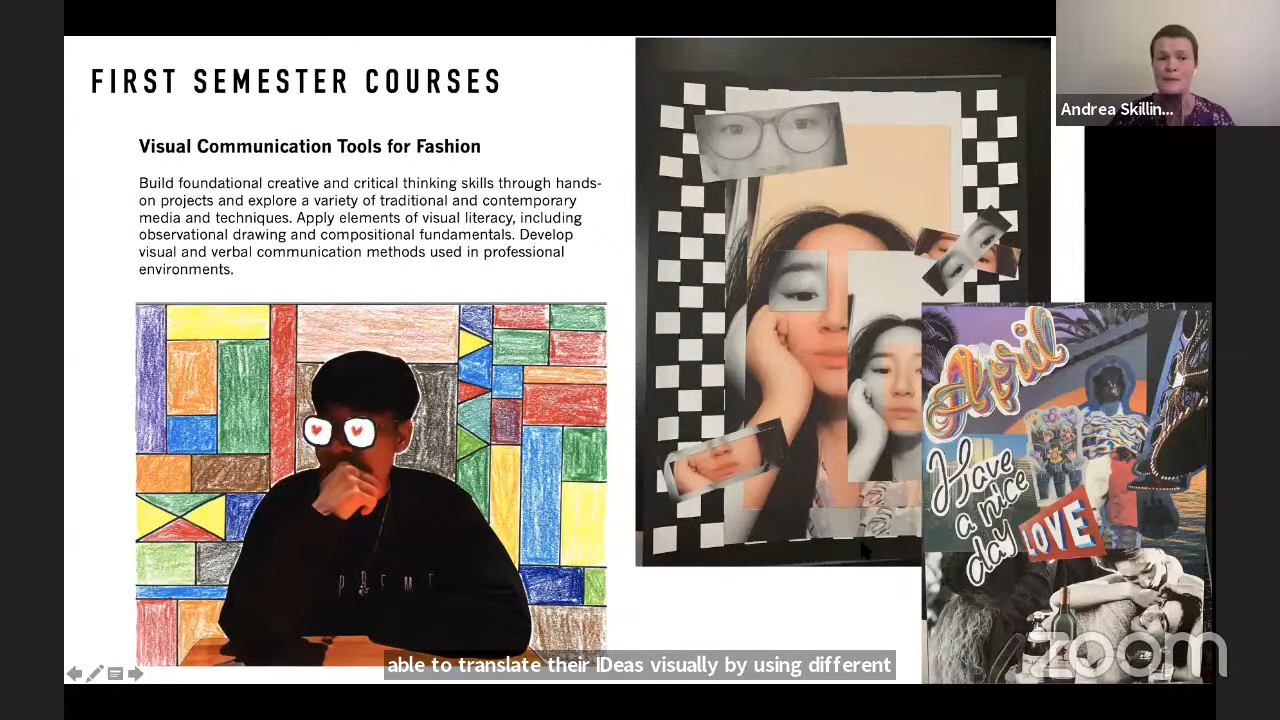 FIRST SEMESTER COURSES
Andrea Skillin...
Visual Communication Tools for Fashion
Build foundational creative and critical thinking skills through hands-
on projects and explore a variety of traditional and contemporary
media and techniques. Apply elements of visual literacy, including
observational drawing and compositional fundamentals. Develop
visual and verbal communication methods used in professional
environments.
April
Have
a nice
day
LOVE
able to translate their IDeas visually by using different
zoom